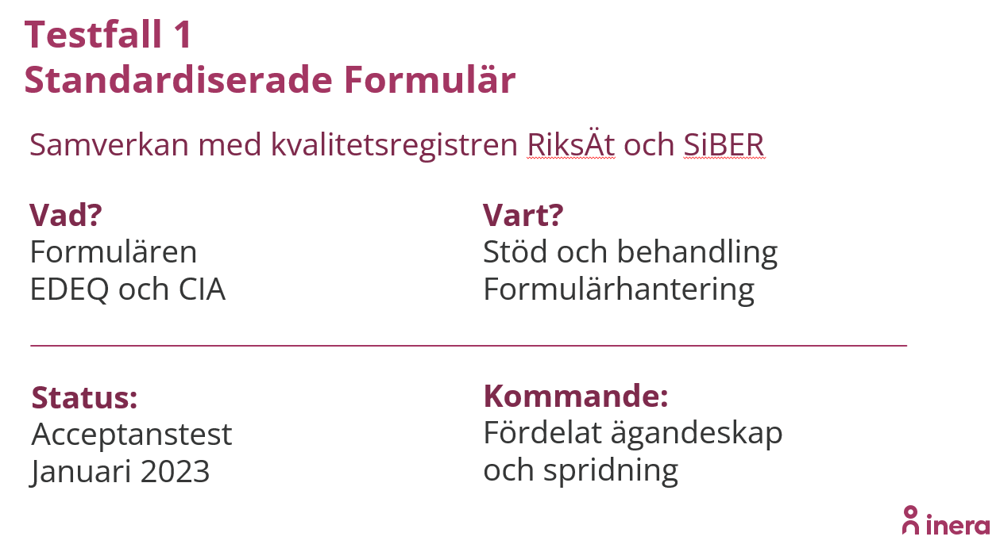 Testfall 1
Standardiserade Formulär
Samverkan med kvalitetsregistren RiksÄt och SiBER
Vad?
Formulären
EDEQ och CIA
Vart?
Stöd och behandling
Formulärhantering
Status:
Acceptanstest
Januari 2023
Kommande:
Fördelat ägandeskap
och spridning
inera